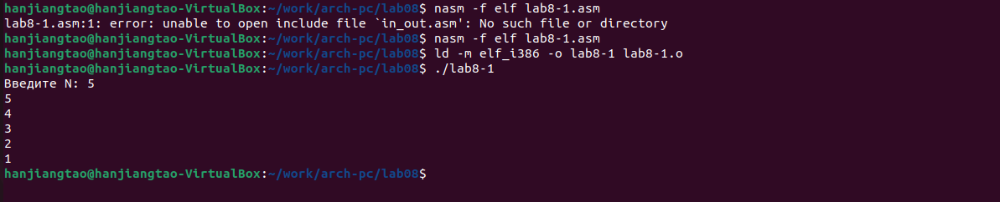 hanjiangtao@hanjiangtao-VirtualBox:~/work/arch-pc/lab08$ nasm -f elf lab8-1.asm
lab8-1.asm:1: error: unable to open include file `in_out.asm': No such file or directory
hanjiangtao@hanjiangtao-VirtualBox:~/work/arch-pc/lab08$ nasm -f elf lab8-1.asm
hanjiangtao@hanjiangtao-VirtualBox:~/work/arch-pc/lab08$ ld -m elf_i386 -o lab8-1 lab8-1.o
hanjiangtao@hanjiangtao-VirtualBox:~/work/arch-pc/lab08$ ./lab8-1
Введите N: 5
5
4
3
2
1
hanjiangtao@hanjiangtao-VirtualBox:~/work/arch-pc/lab08$